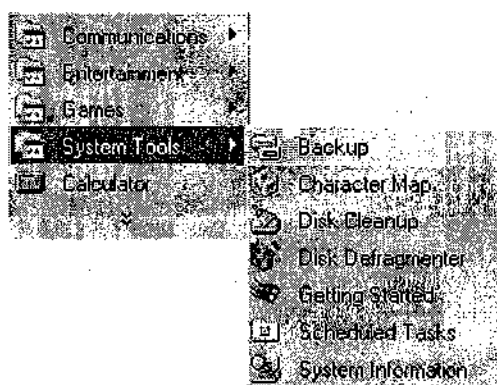 Communications
Entertainment
Games
System Tools
Calculator
Backup
Character Map
Disk Cleanup
Disk Defragmenter
Getting Started
Scheduled Tasks
System Information